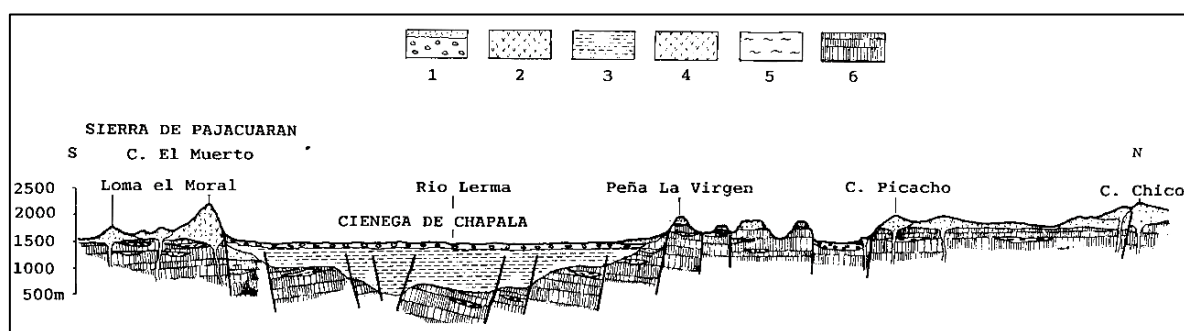 1 2 3 4 5 6
SIERRA DE PAJACUARAN
S C. El Muerto N
Loma el Moral Rio Lerma Peña La Virgen C. Picacho C. Chico
2500
2000
CIENEGA DE CHAPALA
1500
1000
500m